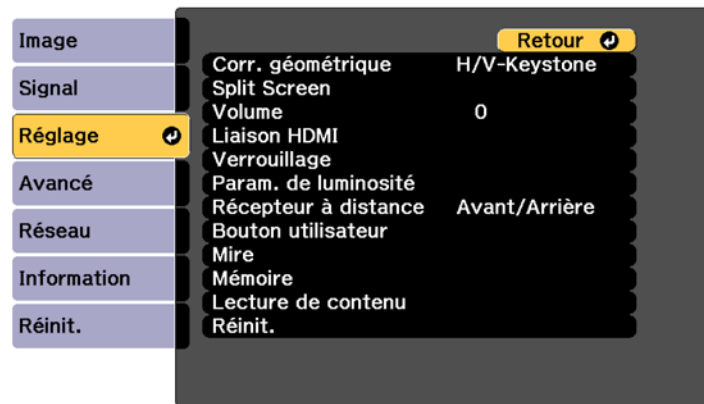 Image
Signal
Réglage
Avancé
Réseau
Information
Réinit.
Retour
Corr. géométrique H/V-Keystone
Split Screen
Volume 0
Liaison HDMI
Verrouillage
Param. de luminosité
Récepteur à distance Avant/Arrière
Bouton utilisateur
Mire
Mémoire
Lecture de contenu
Réinit.